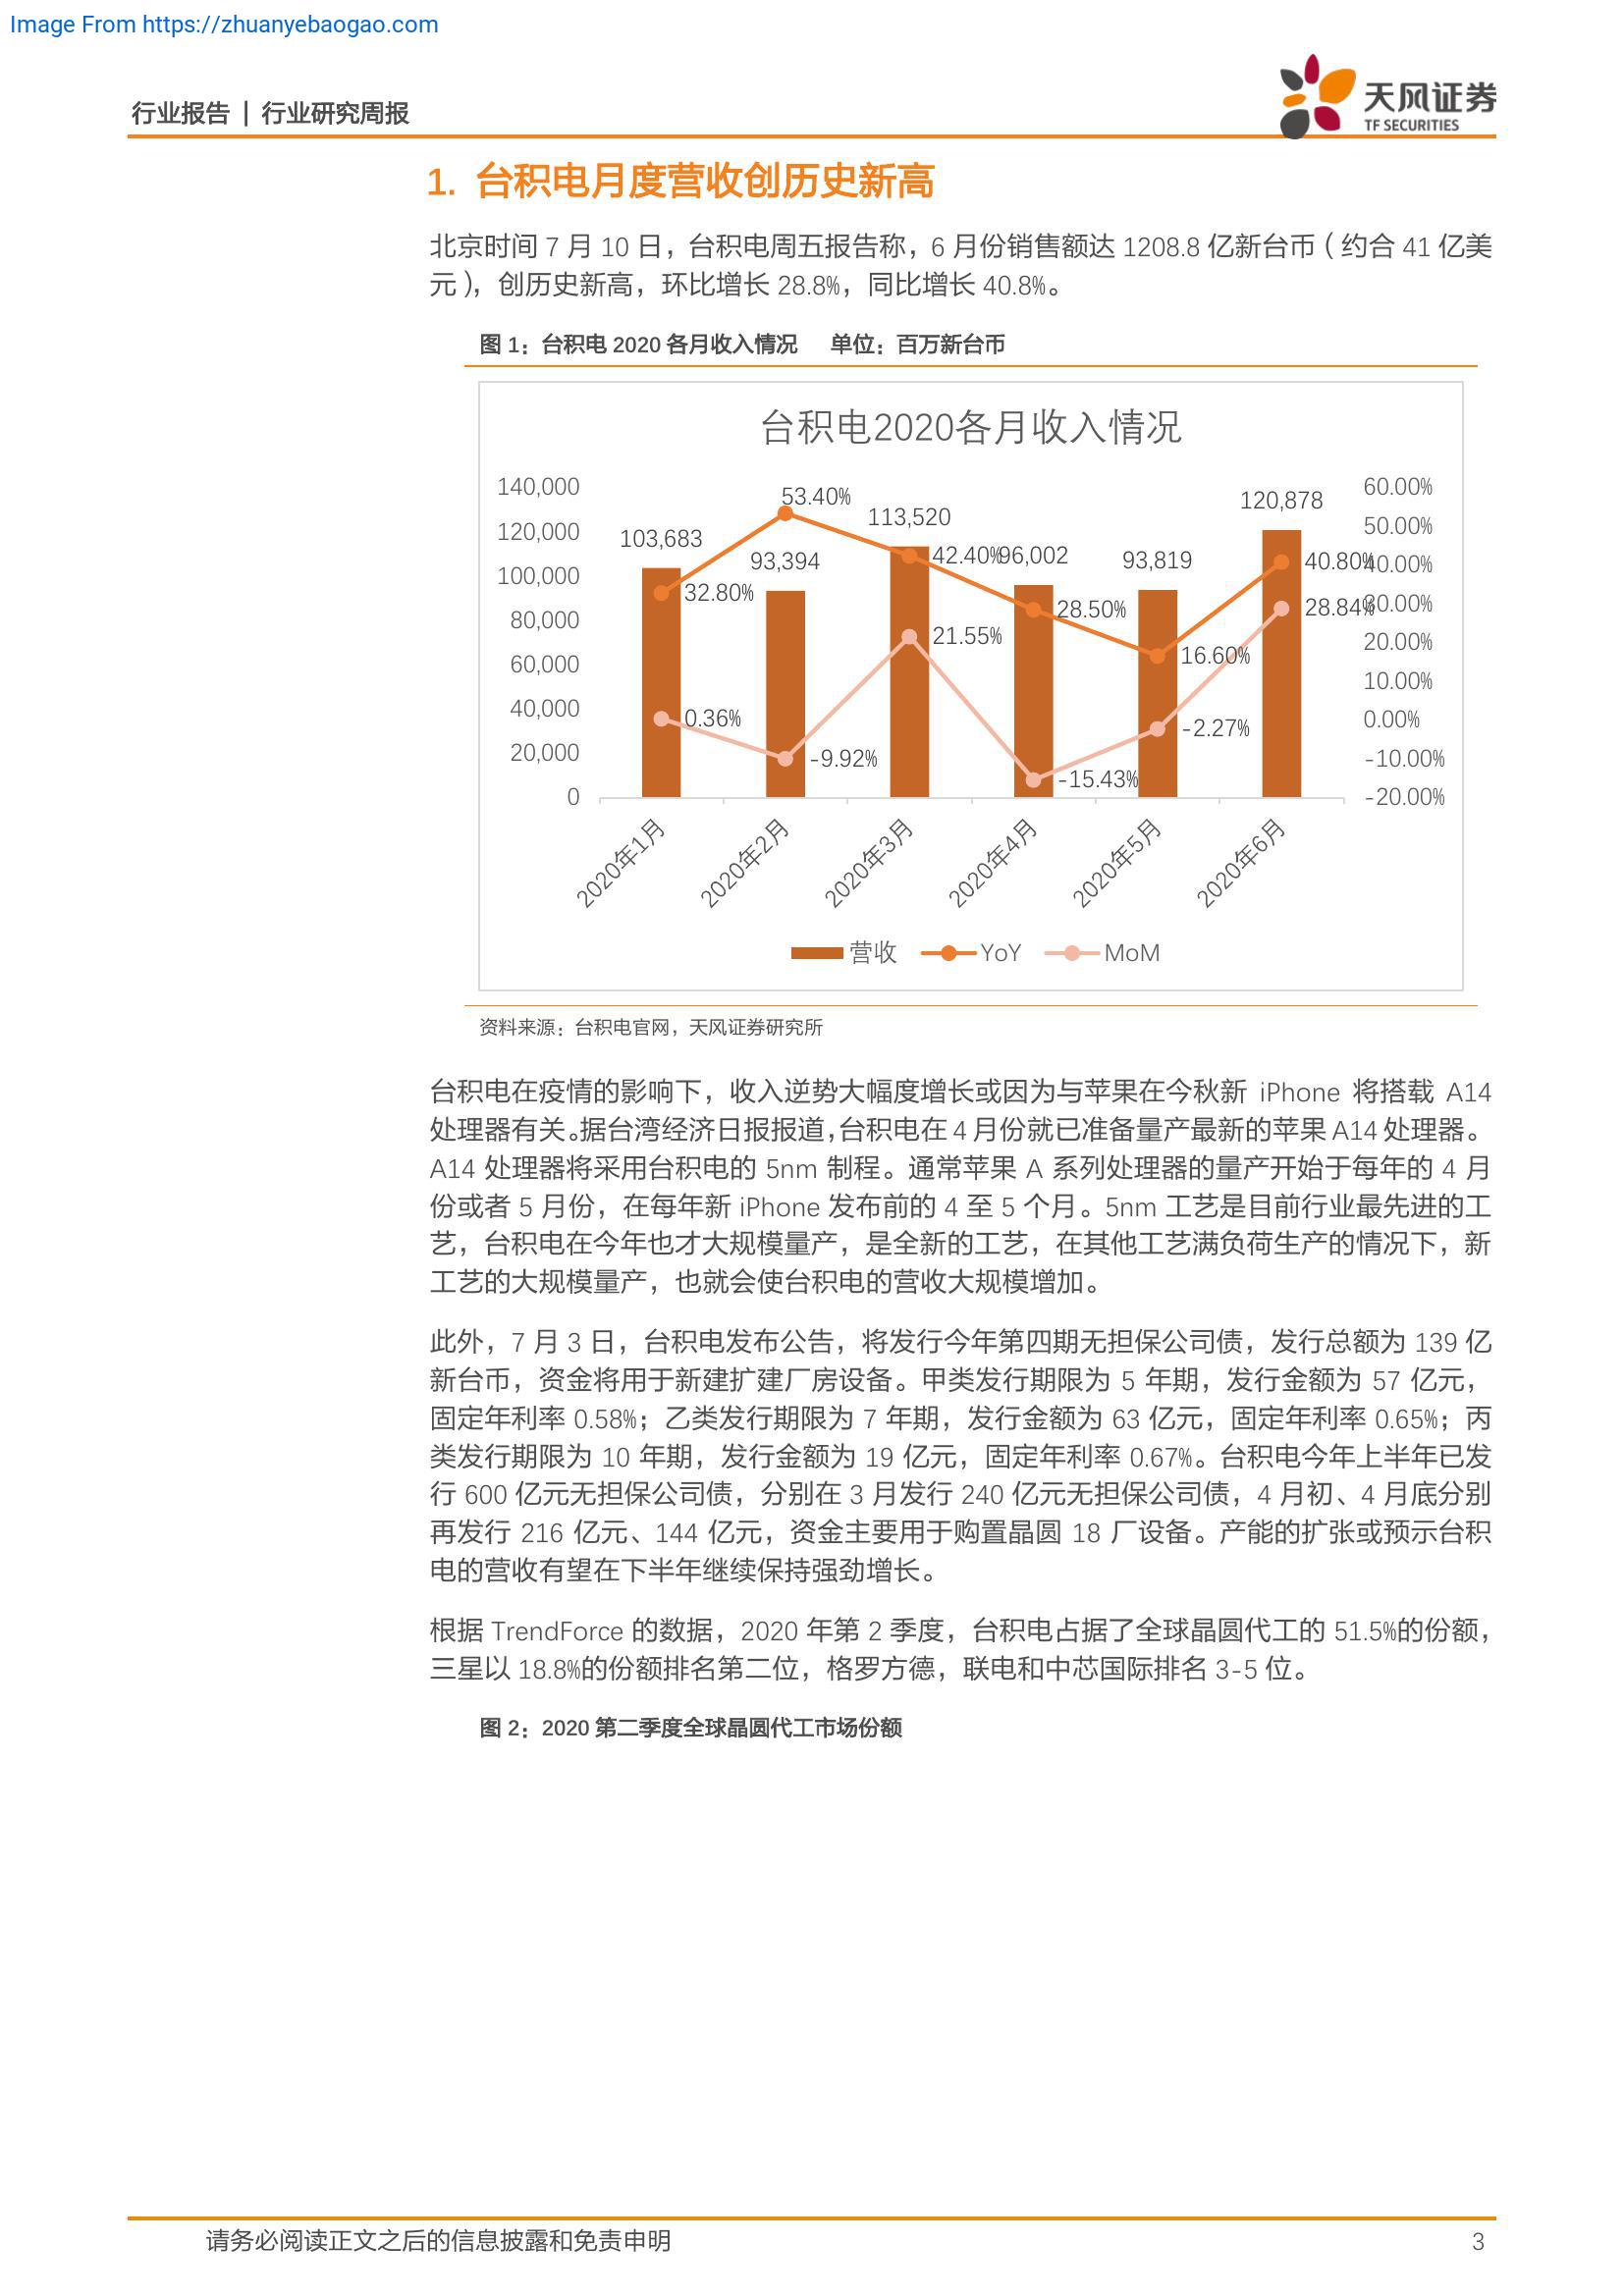 Image From https://zhuanyebaogao.com
行业报告 | 行业研究周报
天风证券
TF SECURITIES
1. 台积电月度营收创历史新高
北京时间 7 月 10 日，台积电周五报告称，6 月份销售额达 1208.8 亿新台币（约合 41 亿美
元），创历史新高，环比增长 28.8%，同比增长 40.8%。
图 1：台积电 2020 各月收入情况 单位：百万新台币
台积电2020各月收入情况
140,000
120,000
100,000
80,000
60,000
40,000
20,000
0
103,683
93,394
113,520
96,002
93,819
120,878
32.80%
53.40%
42.40%
28.50%
16.60%
40.80%
0.36%
-9.92%
21.55%
-15.43%
-2.27%
28.84%
60.00%
50.00%
40.00%
30.00%
20.00%
10.00%
0.00%
-10.00%
-20.00%
2020年1月
2020年2月
2020年3月
2020年4月
2020年5月
2020年6月
营收 YoY MoM
资料来源：台积电官网，天风证券研究所
台积电在疫情的影响下，收入逆势大幅度增长或因为与苹果在今秋新 iPhone 将搭载 A14
处理器有关。据台湾经济日报报道，台积电在 4 月份就已准备量产最新的苹果 A14 处理器。
A14 处理器将采用台积电的 5nm 制程。通常苹果 A 系列处理器的量产开始于每年的 4 月
份或者 5 月份，在每年新 iPhone 发布前的 4 至 5 个月。5nm 工艺是目前行业最先进的工
艺，台积电在今年也才大规模量产，是全新的工艺，在其他工艺满负荷生产的情况下，新
工艺的大规模量产，也就会使台积电的营收大规模增加。
此外，7 月 3 日，台积电发布公告，将发行今年第四期无担保公司债，发行总额为 139 亿
新台币，资金将用于新建扩建厂房设备。甲类发行期限为 5 年期，发行金额为 57 亿元，
固定年利率 0.58%；乙类发行期限为 7 年期，发行金额为 63 亿元，固定年利率 0.65%；丙
类发行期限为 10 年期，发行金额为 19 亿元，固定年利率 0.67%。台积电今年上半年已发
行 600 亿元无担保公司债，分别在 3 月发行 240 亿元无担保公司债，4 月初、4 月底分别
再发行 216 亿元、144 亿元，资金主要用于购置晶圆 18 厂设备。产能的扩张或预示台积
电的营收有望在下半年继续保持强劲增长。
根据 TrendForce 的数据，2020 年第 2 季度，台积电占据了全球晶圆代工的 51.5%的份额，
三星以 18.8%的份额排名第二位，格罗方德，联电和中芯国际排名 3-5 位。
图 2：2020 第二季度全球晶圆代工市场份额
请务必阅读正文之后的信息披露和免责申明
3